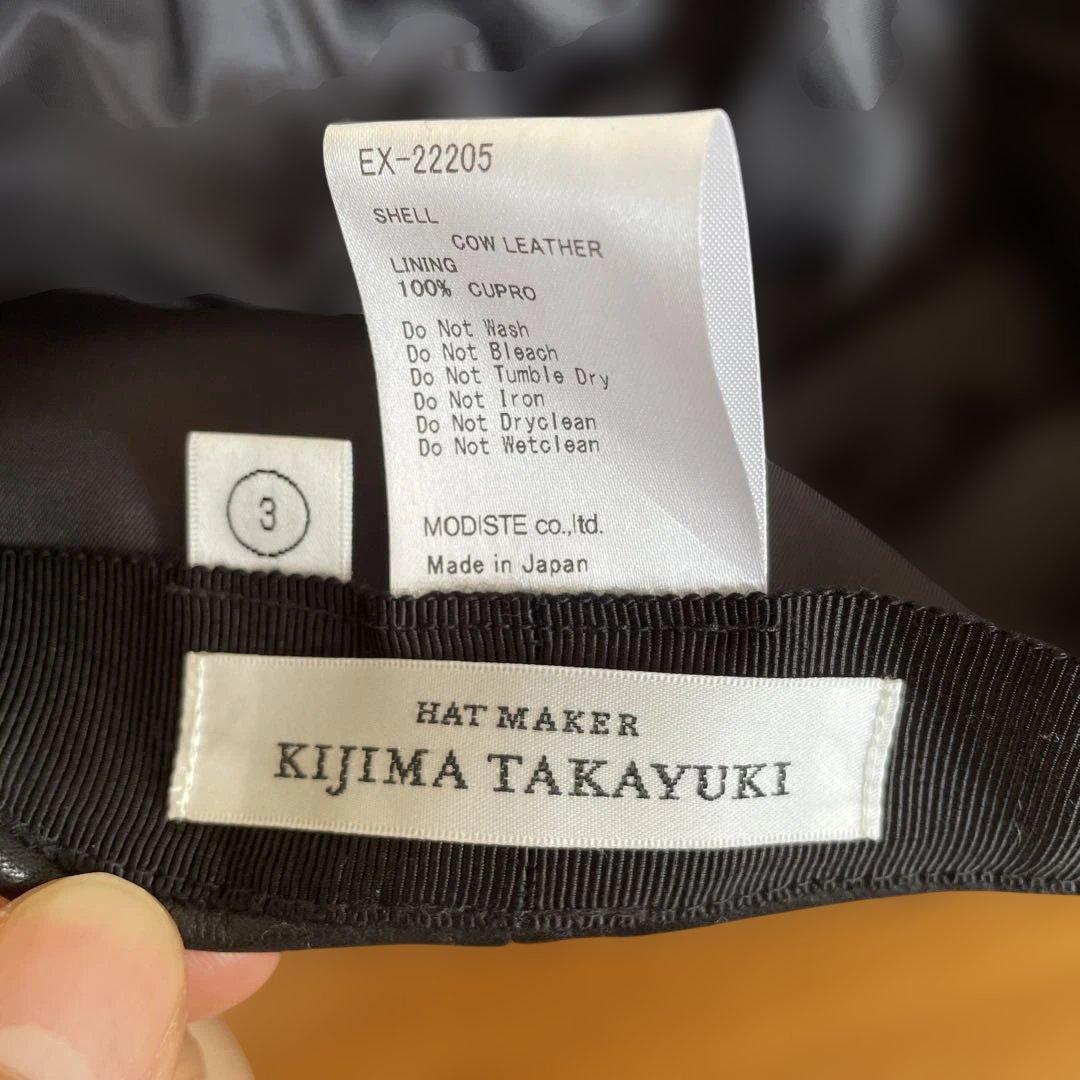 EX-22205
SHELL
COW LEATHER
LINING
100% CUPRO
Do Not Wash
Do Not Bleach
Do Not Tumble Dry
Do Not Iron
Do Not Dryclean
Do Not Wetclean
MODISTE co.,ltd.
Made in Japan
3
HAT MAKER
KIJIMA TAKAYUKI